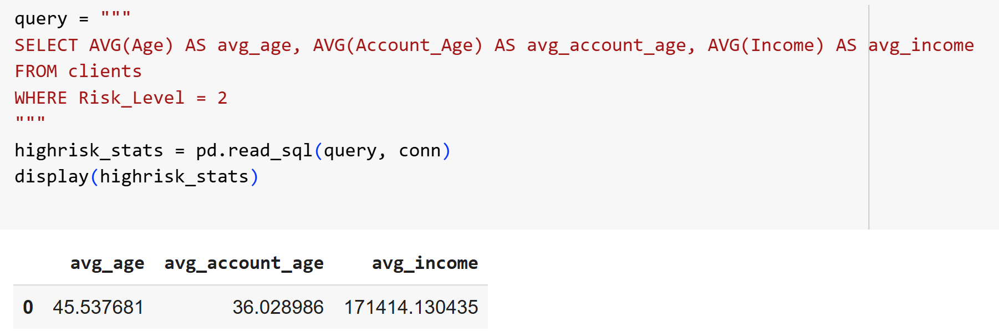 query = """
SELECT AVG(Age) AS avg_age, AVG(Account_Age) AS avg_account_age, AVG(Income) AS avg_income
FROM clients
WHERE Risk_Level = 2
"""
highrisk_stats = pd.read_sql(query, conn)
display(highrisk_stats)
avg_age avg_account_age avg_income
0 45.537681 36.028986 171414.130435